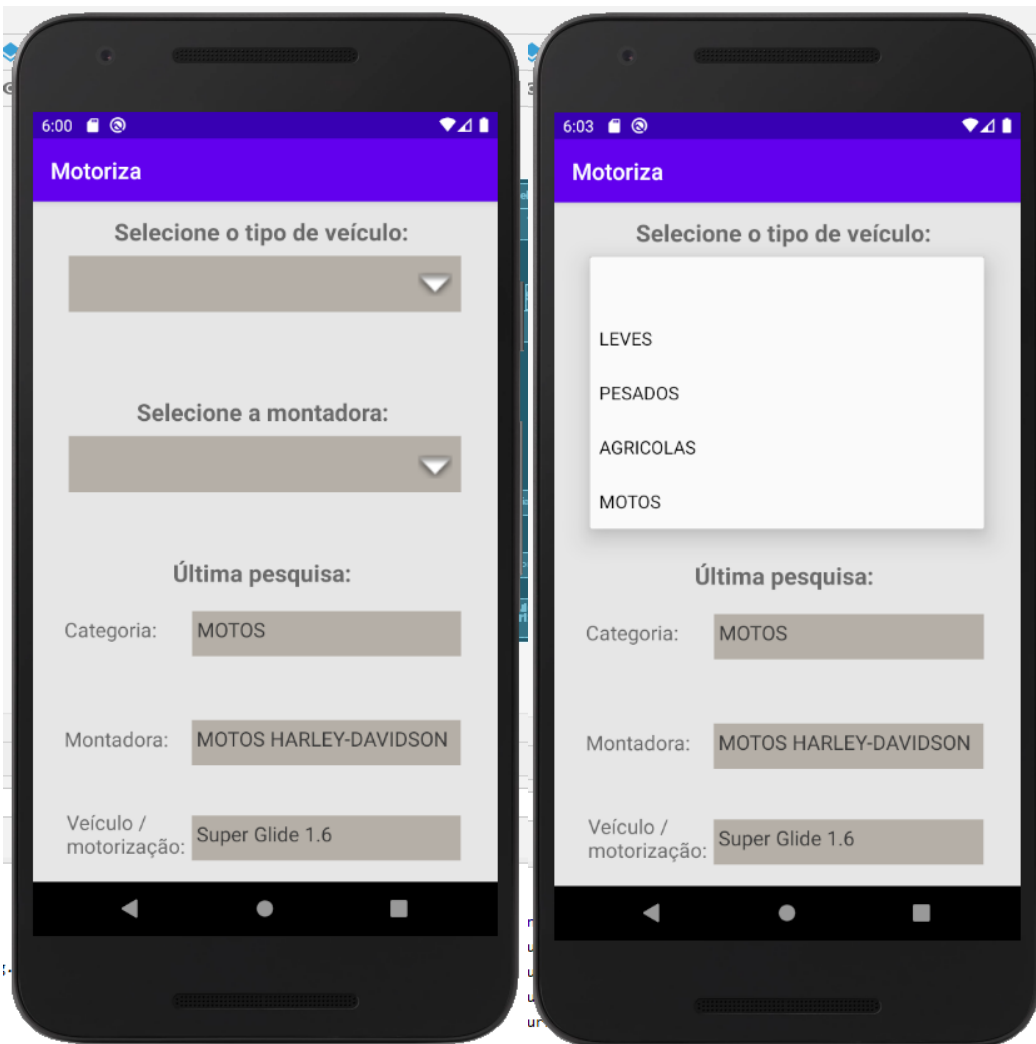 6:00
Motoriza
Selecione o tipo de veículo:
Selecione a montadora:
Última pesquisa:
Categoria: MOTOS
Montadora: MOTOS HARLEY-DAVIDSON
Veículo /
motorização: Super Glide 1.6
6:03
Motoriza
Selecione o tipo de veículo:
LEVES
PESADOS
AGRICOLAS
MOTOS
Última pesquisa:
Categoria: MOTOS
Montadora: MOTOS HARLEY-DAVIDSON
Veículo /
motorização: Super Glide 1.6